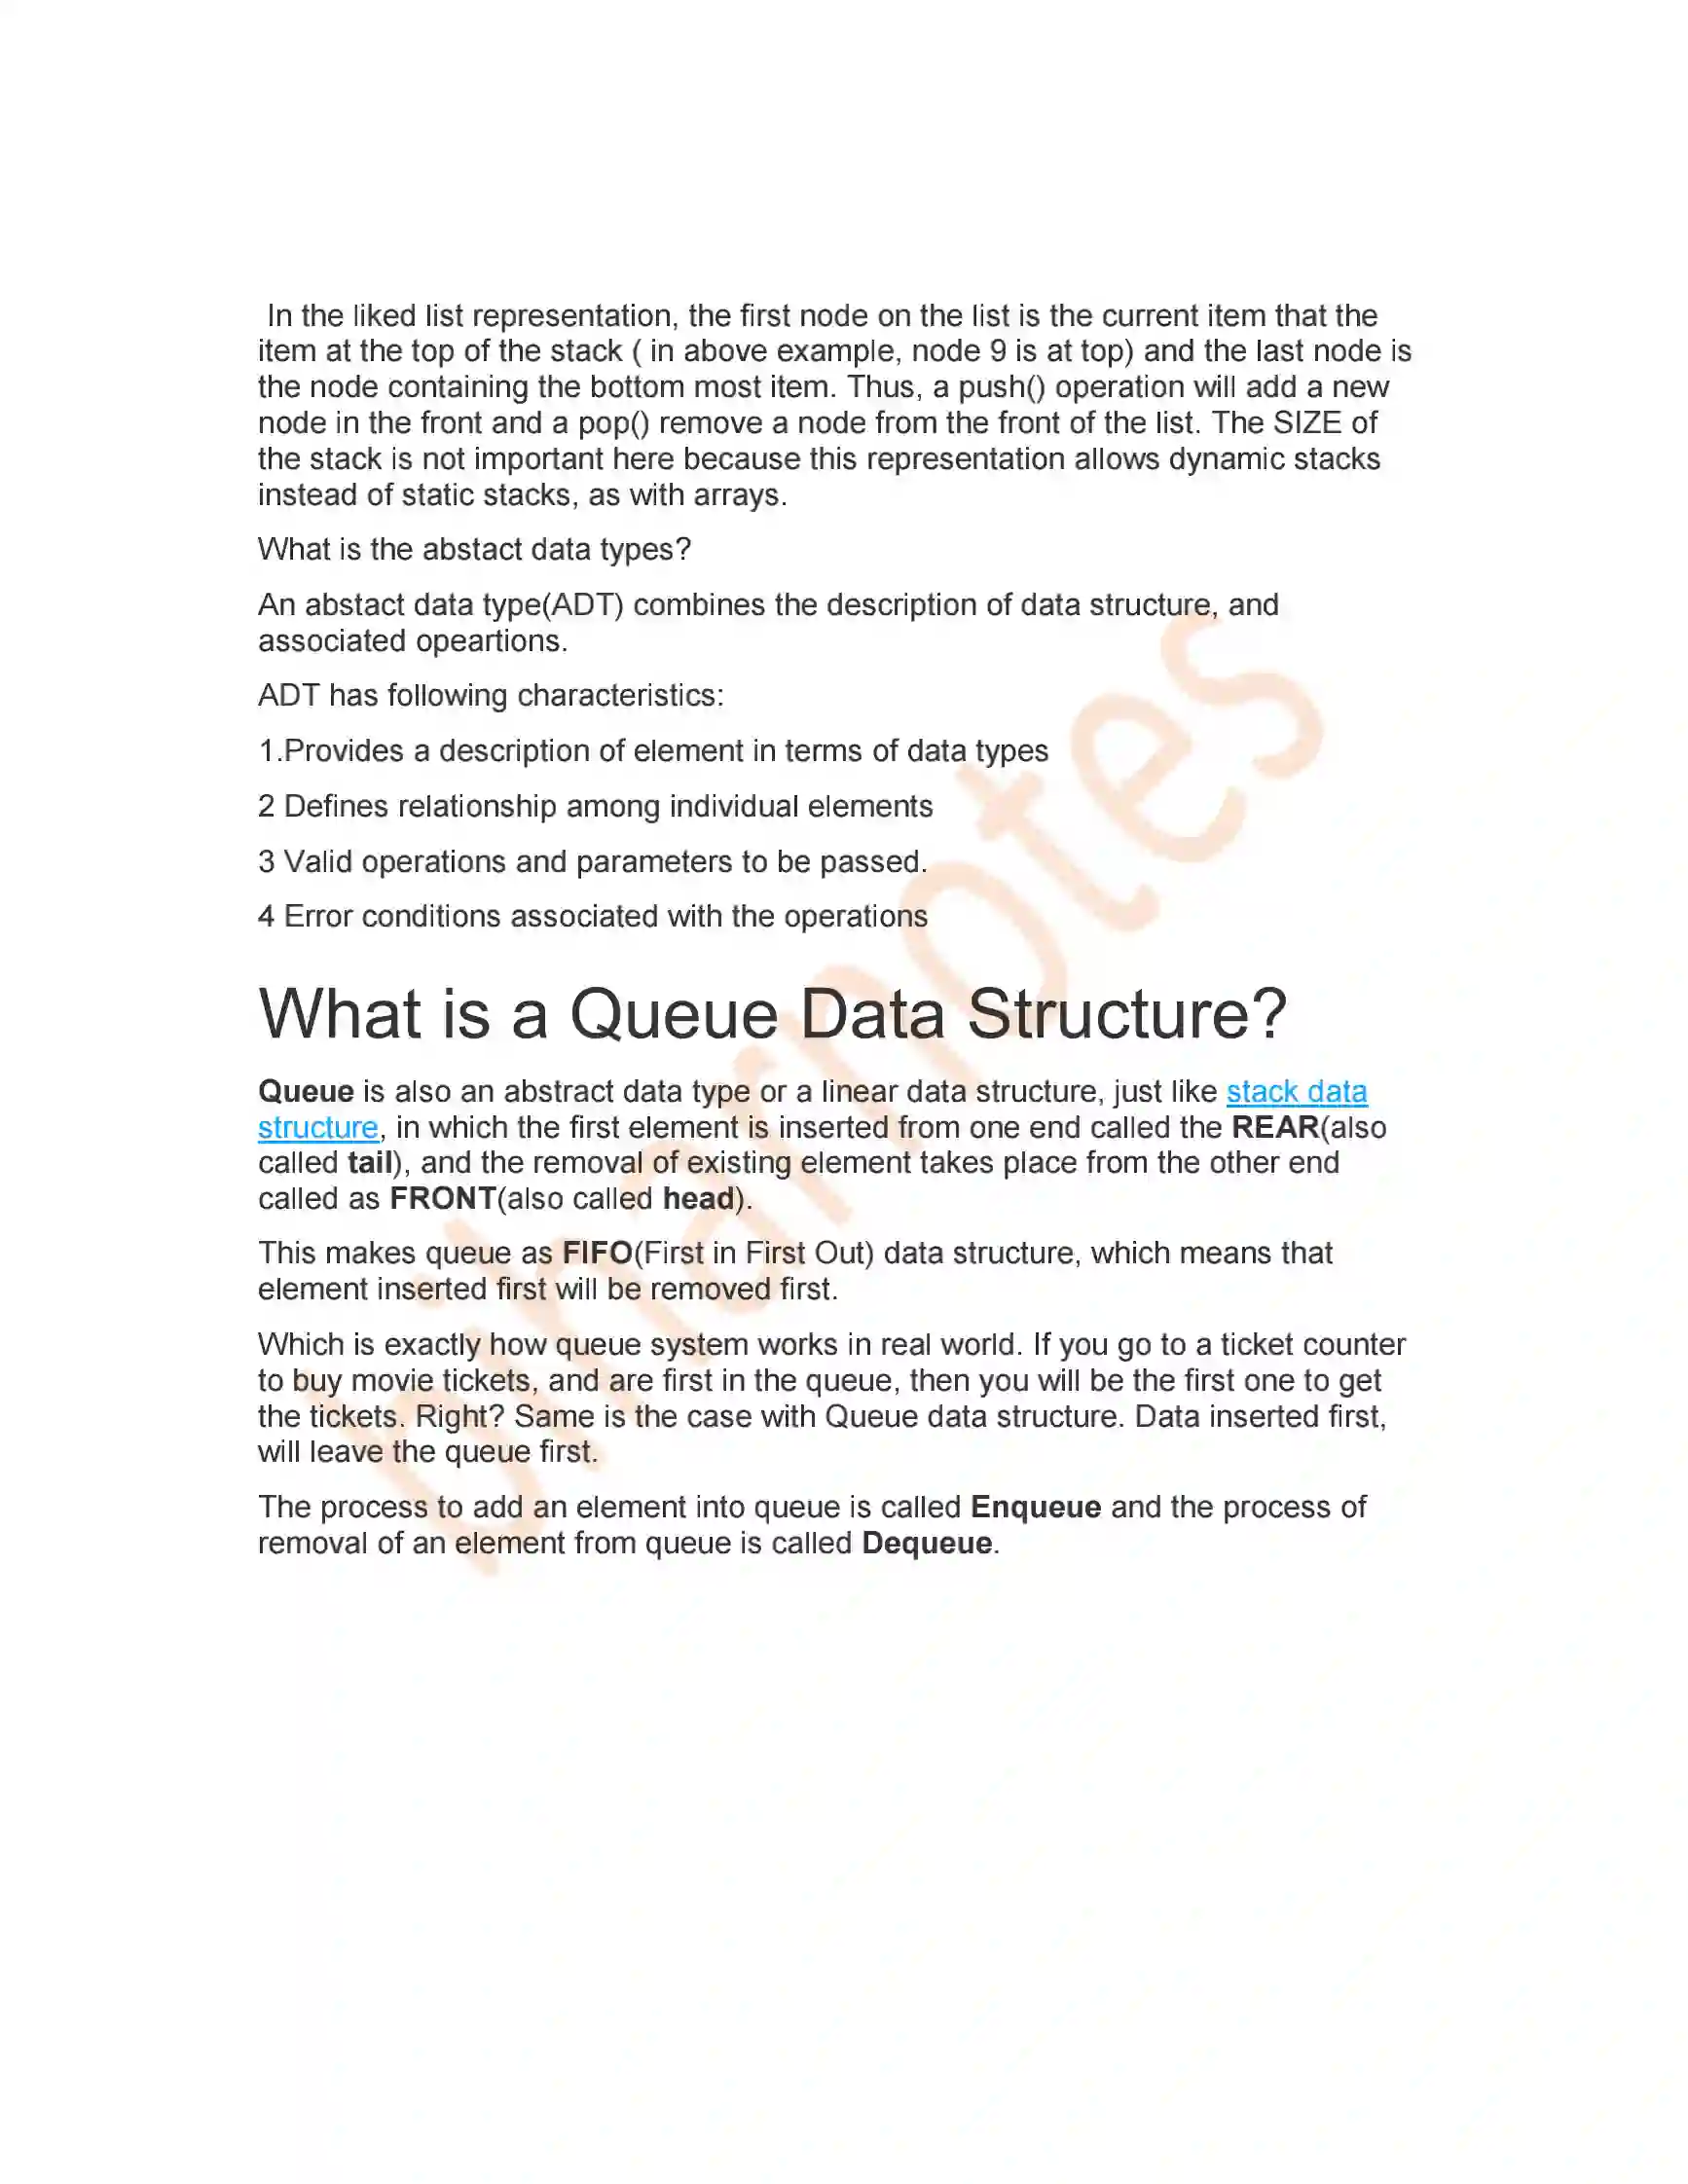 In the liked list representation, the first node on the list is the current item that the
item at the top of the stack ( in above example, node 9 is at top) and the last node is
the node containing the bottom most item. Thus, a push() operation will add a new
node in the front and a pop() remove a node from the front of the list. The SIZE of
the stack is not important here because this representation allows dynamic stacks
instead of static stacks, as with arrays.
What is the abstact data types?
An abstact data type(ADT) combines the description of data structure, and
associated opeartions.
ADT has following characteristics:
1.Provides a description of element in terms of data types
2 Defines relationship among individual elements
3 Valid operations and parameters to be passed.
4 Error conditions associated with the operations
What is a Queue Data Structure?
Queue is also an abstract data type or a linear data structure, just like stack data
structure, in which the first element is inserted from one end called the REAR(also
called tail), and the removal of existing element takes place from the other end
called as FRONT(also called head).
This makes queue as FIFO(First in First Out) data structure, which means that
element inserted first will be removed first.
Which is exactly how queue system works in real world. If you go to a ticket counter
to buy movie tickets, and are first in the queue, then you will be the first one to get
the tickets. Right? Same is the case with Queue data structure. Data inserted first,
will leave the queue first.
The process to add an element into queue is called Enqueue and the process of
removal of an element from queue is called Dequeue.
biharnotes